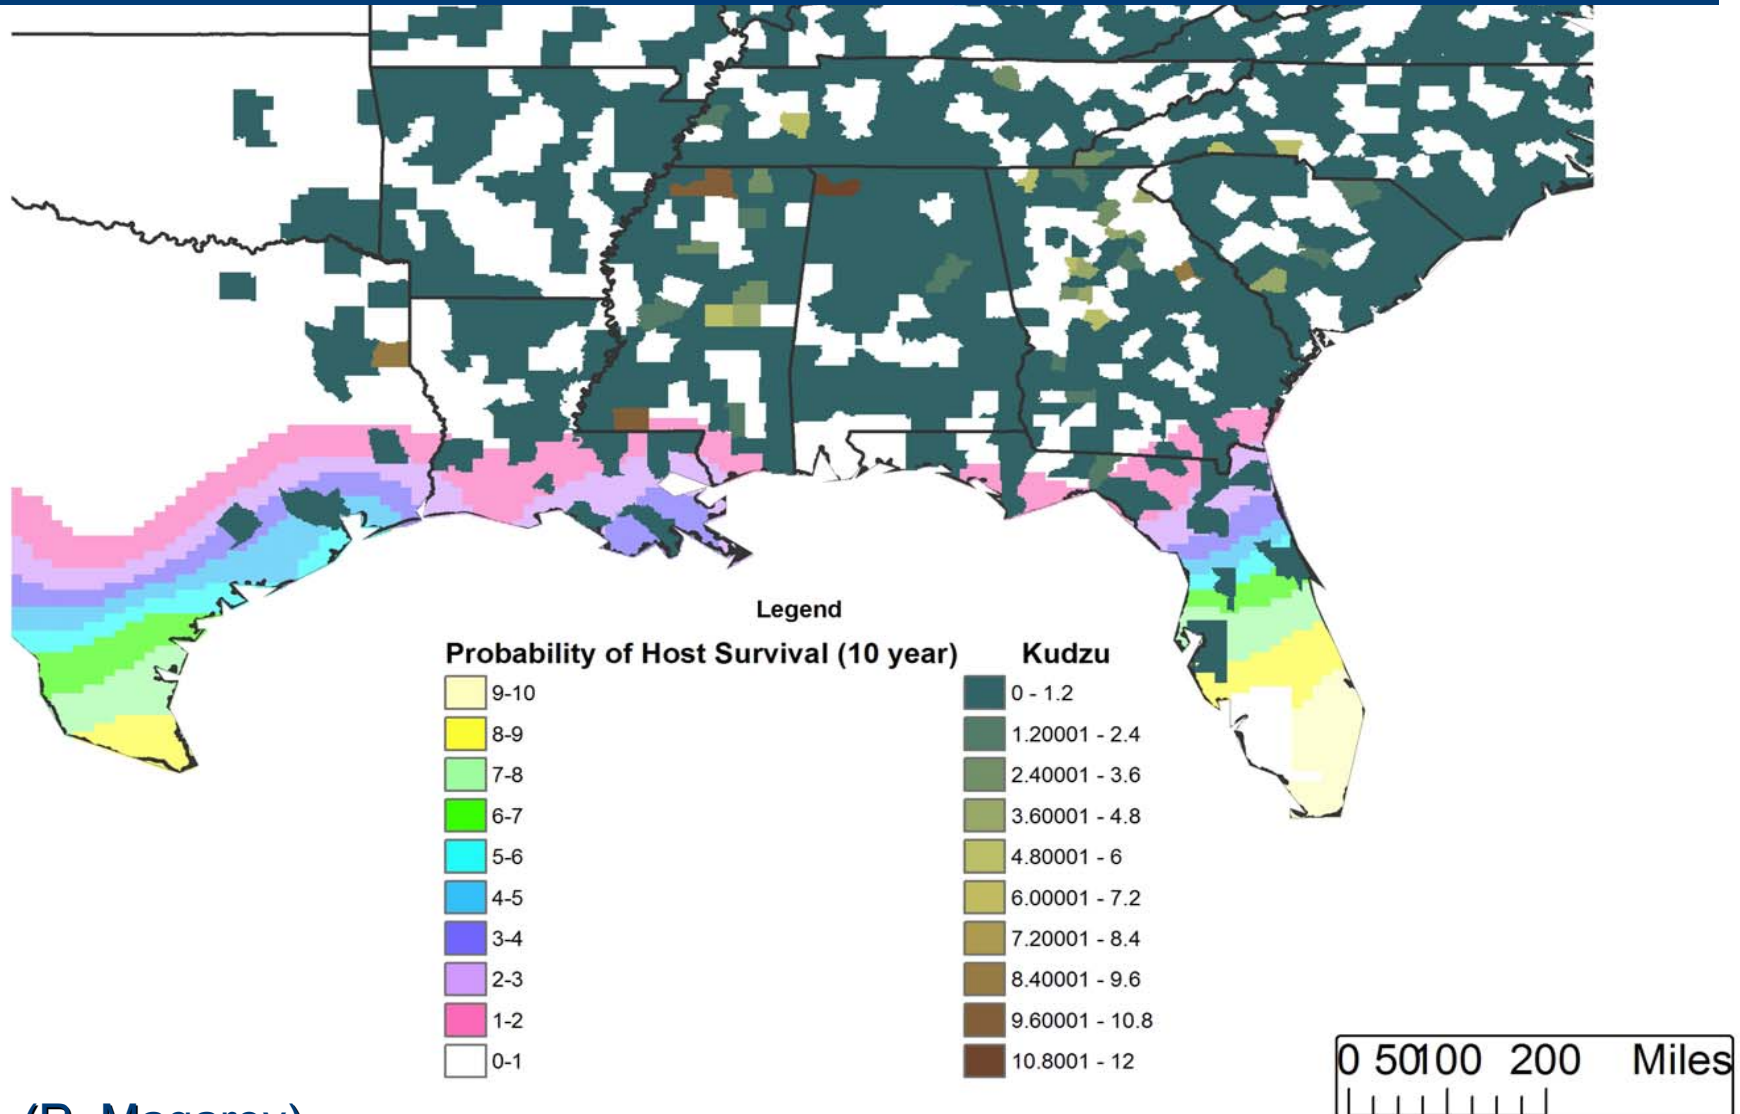 Legend
Probability of Host Survival (10 year)
9-10
8-9
7-8
6-7
5-6
4-5
3-4
2-3
1-2
0-1
Kudzu
0 - 1.2
1.20001 - 2.4
2.40001 - 3.6
3.60001 - 4.8
4.80001 - 6
6.00001 - 7.2
7.20001 - 8.4
8.40001 - 9.6
9.60001 - 10.8
10.8001 - 12
0 50 100 200 Miles
(R. Magarey)